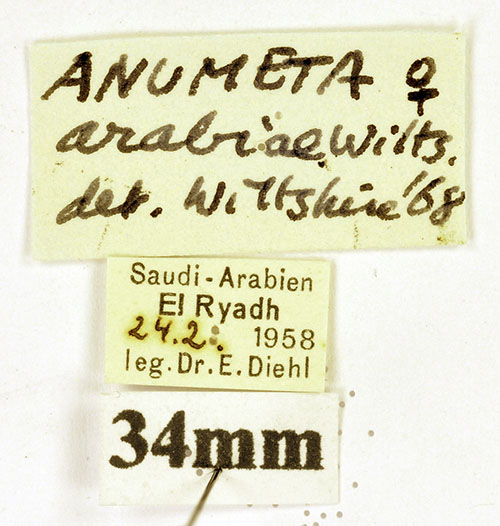 ANUMETA ♀
arabiae Wilts.
det. Wiltshire '68
Saudi-Arabien
El Ryadh
24.2. 1958
leg. Dr. E. Diehl
34mm